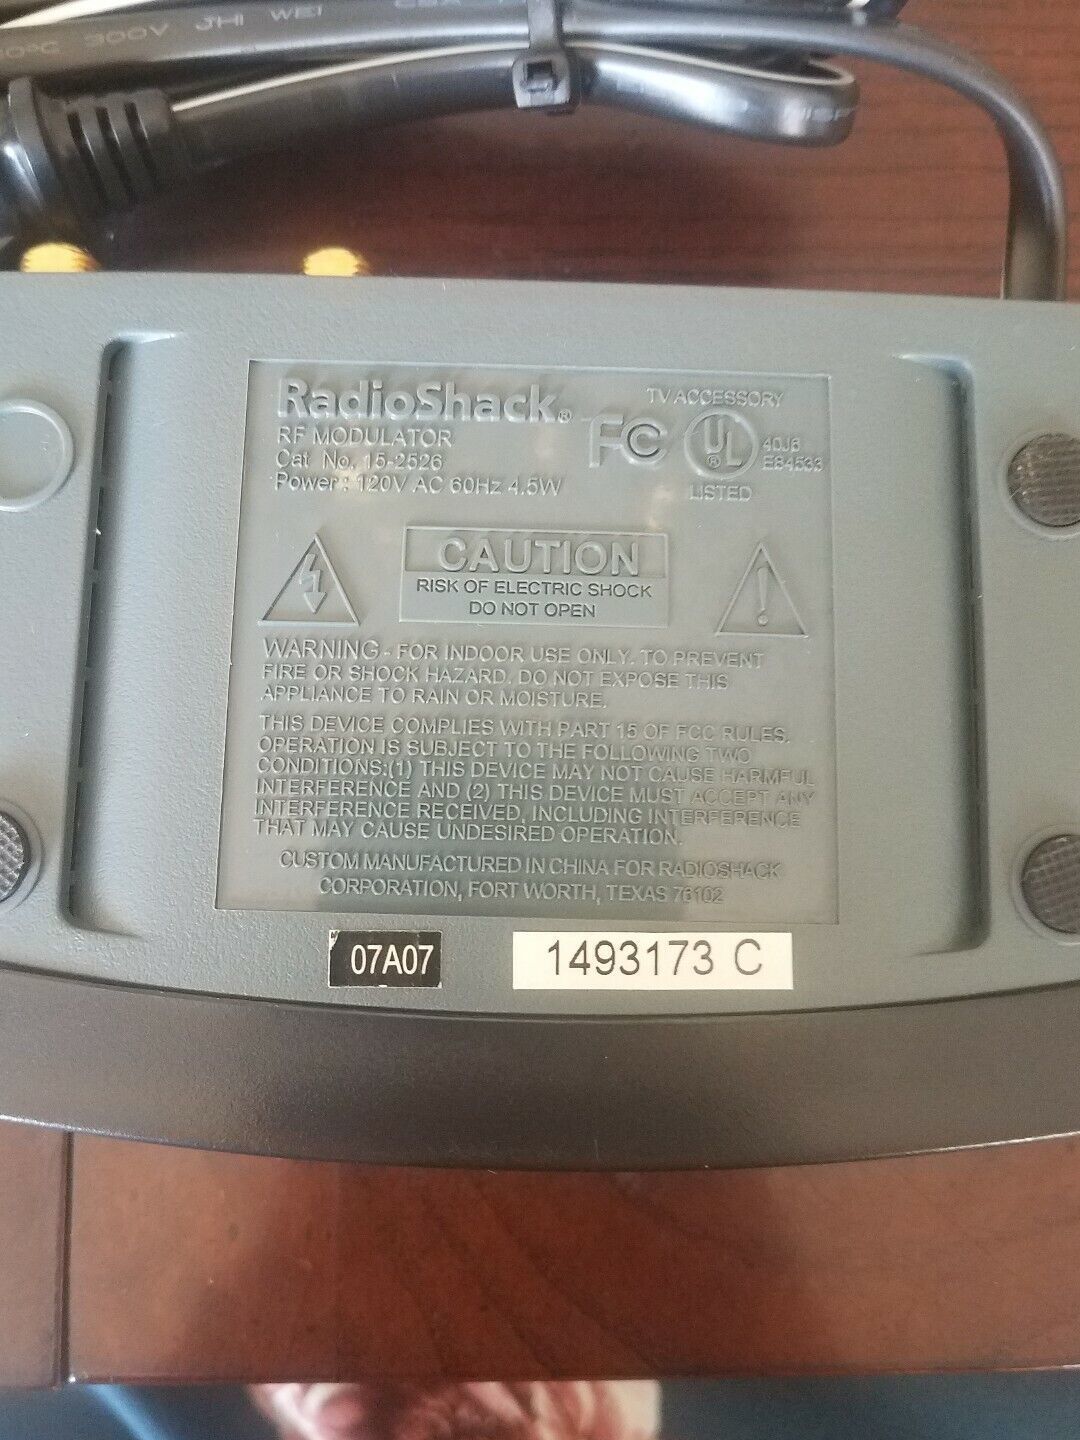 300V JHI WEI
RadioShack®
TV ACCESSORY
RF MODULATOR
Cat. No. 15-2526
Power: 120V AC 60Hz 4.5W
FC
UL
®
40J6
E84533
LISTED
CAUTION
RISK OF ELECTRIC SHOCK
DO NOT OPEN
WARNING - FOR INDOOR USE ONLY. TO PREVENT
FIRE OR SHOCK HAZARD. DO NOT EXPOSE THIS
APPLIANCE TO RAIN OR MOISTURE.
THIS DEVICE COMPLIES WITH PART 15 OF FCC RULES.
OPERATION IS SUBJECT TO THE FOLLOWING TWO
CONDITIONS:(1) THIS DEVICE MAY NOT CAUSE HARMFUL
INTERFERENCE AND (2) THIS DEVICE MUST ACCEPT ANY
INTERFERENCE RECEIVED, INCLUDING INTERFERENCE
THAT MAY CAUSE UNDESIRED OPERATION.
CUSTOM MANUFACTURED IN CHINA FOR RADIOSHACK
CORPORATION, FORT WORTH, TEXAS 76102
07A07
1493173 C